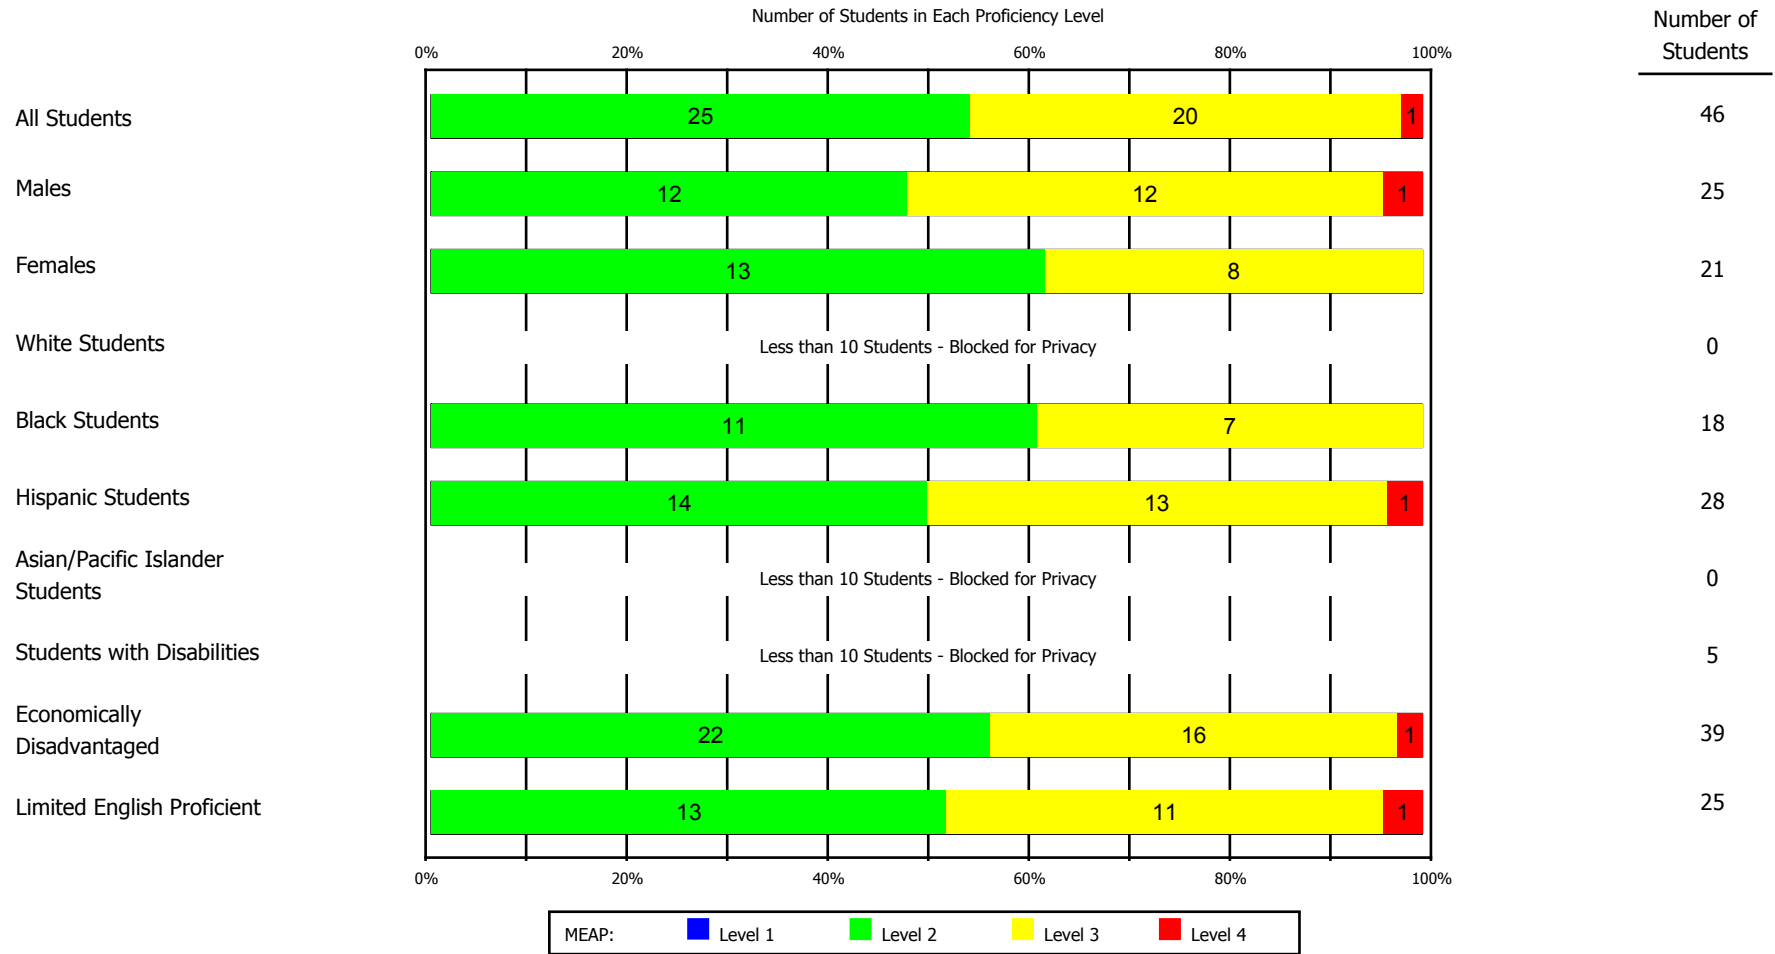 Number of Students in Each Proficiency Level
Number of
Students
0% 20% 40% 60% 80% 100%
All Students 25 20 1 46
Males 12 12 1 25
Females 13 8 21
White Students Less than 10 Students - Blocked for Privacy 0
Black Students 11 7 18
Hispanic Students 14 13 1 28
Asian/Pacific Islander
Students Less than 10 Students - Blocked for Privacy 0
Students with Disabilities Less than 10 Students - Blocked for Privacy 5
Economically
Disadvantaged 22 16 1 39
Limited English Proficient 13 11 1 25
0% 20% 40% 60% 80% 100%
MEAP: Level 1 Level 2 Level 3 Level 4